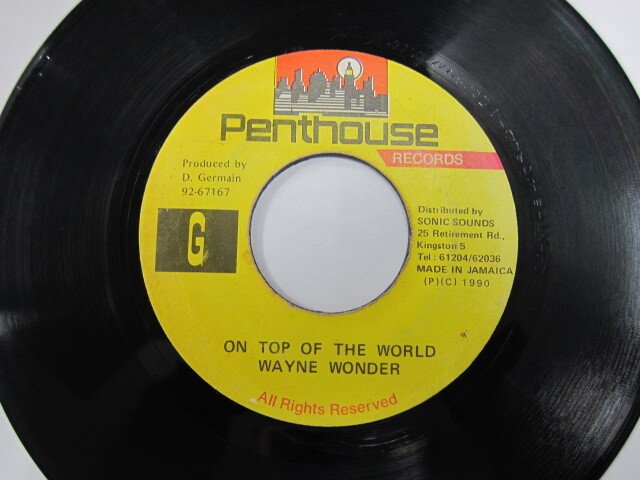 Penthouse
RECORDS
Produced by
D. Germain
92-67167
G
Distributed by
SONIC SOUNDS
25 Retirement Rd.,
Kingston 5
Tel: 61204/62036
MADE IN JAMAICA
(P)(C) 1990
ON TOP OF THE WORLD
WAYNE WONDER
All Rights Reserved